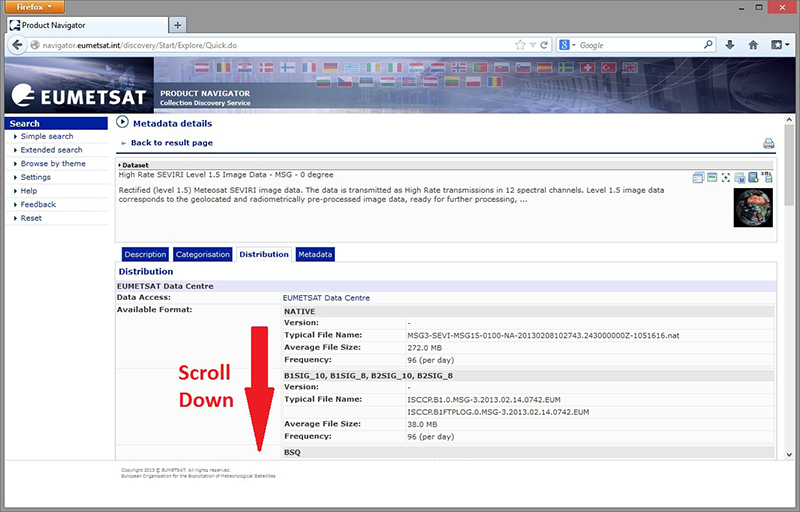 Firefox
Product Navigator
navigator.eumetsat.int/discovery/Start/Explore/Quick.do
Google
EUMETSAT
PRODUCT NAVIGATOR
Collection Discovery Service
Search
Simple search
Extended search
Browse by theme
Settings
Help
Feedback
Reset
Metadata details
Back to result page
Dataset
High Rate SEVIRI Level 1.5 Image Data - MSG - 0 degree
Rectified (level 1.5) Meteosat SEVIRI image data. The data is transmitted as High Rate transmissions in 12 spectral channels. Level 1.5 image data
corresponds to the geolocated and radiometrically pre-processed image data, ready for further processing, ...
XML
Description Categorisation Distribution Metadata
Distribution
EUMETSAT Data Centre
Data Access: EUMETSAT Data Centre
Available Format: NATIVE
Version: -
Typical File Name: MSG3-SEVI-MSG15-0100-NA-20130208102743.243000000Z-1051616.nat
Average File Size: 272.0 MB
Frequency: 96 (per day)
Scroll
Down
B1SIG_10, B1SIG_8, B2SIG_10, B2SIG_8
Version: -
Typical File Name: ISCCP.B1.0.MSG-3.2013.02.14.0742.EUM
ISCCP.B1FTPLOG.0.MSG-3.2013.02.14.0742.EUM
Average File Size: 38.0 MB
Frequency: 96 (per day)
BSQ
Copyright 2013 © EUMETSAT. All rights reserved.
European Organisation for the Exploitation of Meteorological Satellites